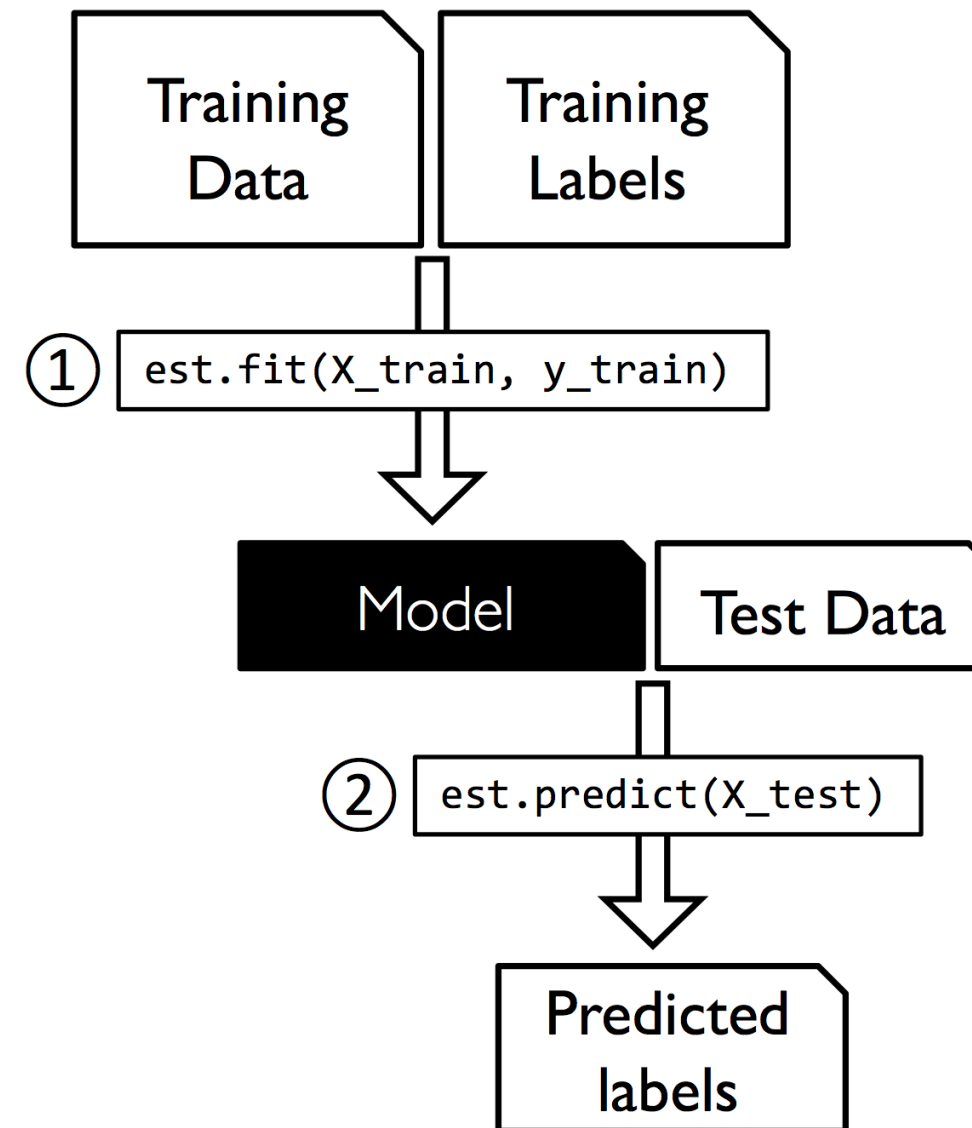 Training
Data
Training
Labels
① est.fit(X_train, y_train)
Model
Test Data
② est.predict(X_test)
Predicted
labels